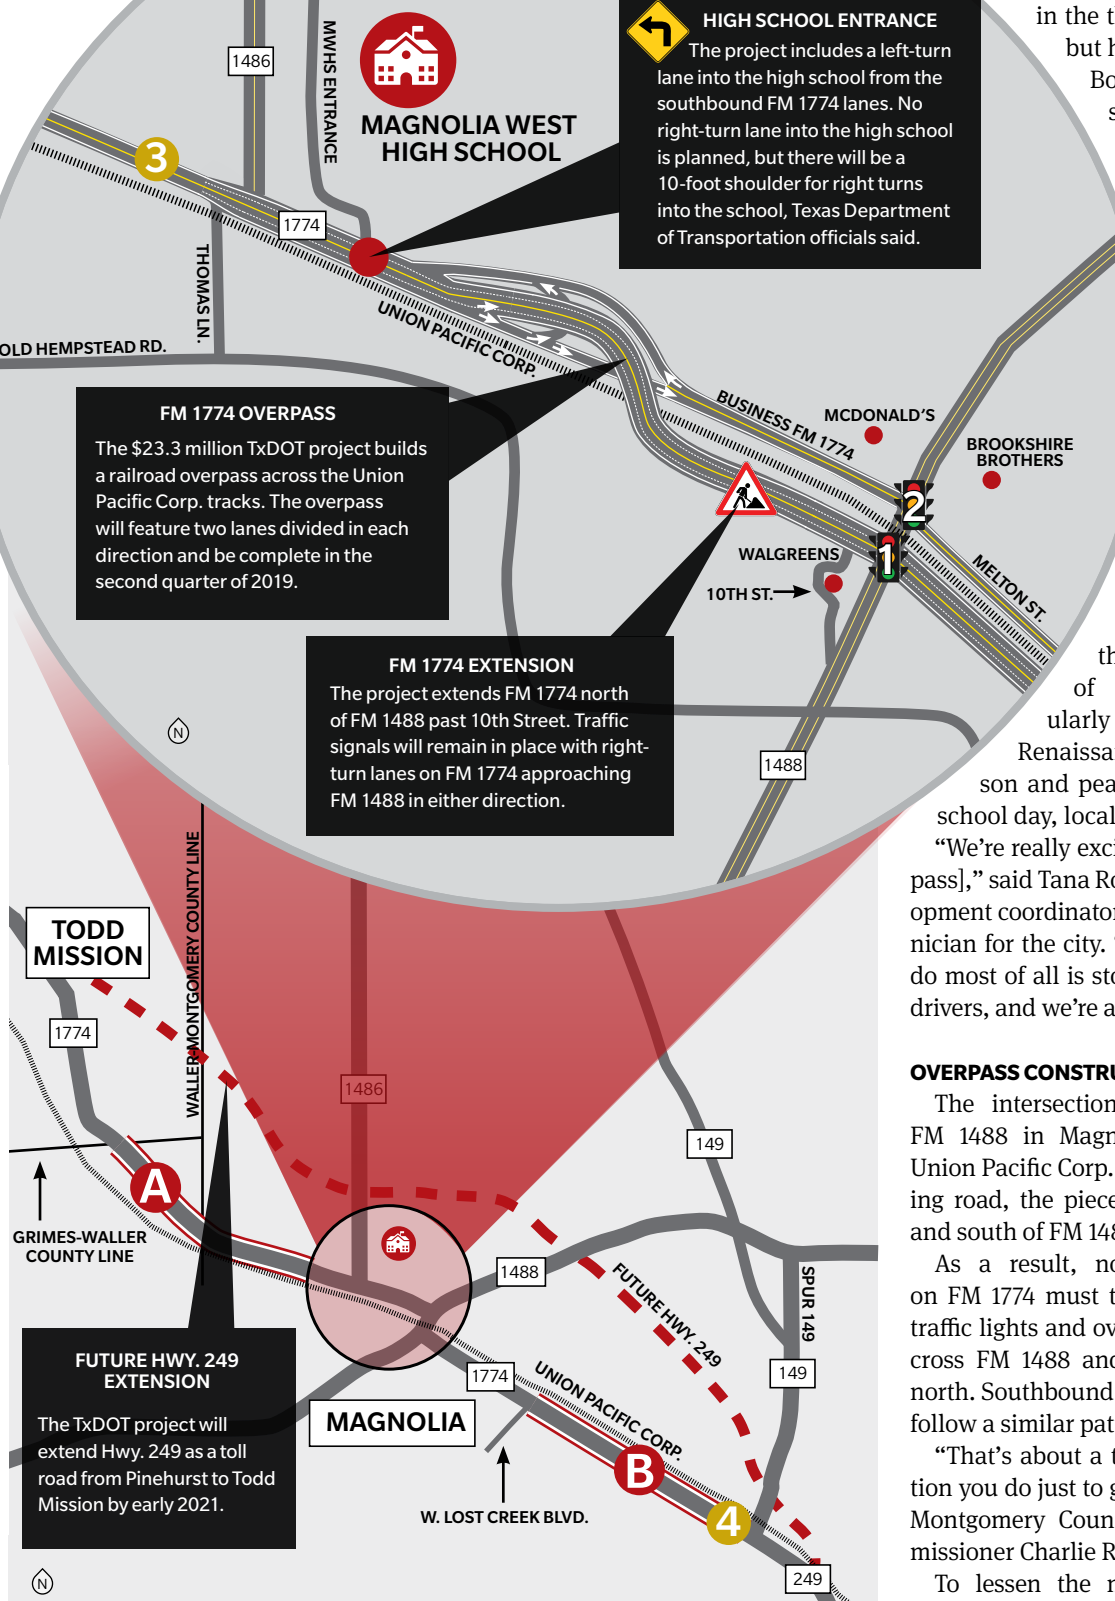 1486
MWHS ENTRANCE
MAGNOLIA WEST
HIGH SCHOOL
HIGH SCHOOL ENTRANCE
The project includes a left-turn
lane into the high school from the
southbound FM 1774 lanes. No
right-turn lane into the high school
is planned, but there will be a
10-foot shoulder for right turns
into the school, Texas Department
of Transportation officials said.
3
1774
THOMAS LN.
UNION PACIFIC CORP.
OLD HEMPSTEAD RD.
FM 1774 OVERPASS
The $23.3 million TxDOT project builds
a railroad overpass across the Union
Pacific Corp. tracks. The overpass
will feature two lanes divided in each
direction and be complete in the
second quarter of 2019.
BUSINESS FM 1774
MCDONALD'S
BROOKSHIRE
BROTHERS
2
1
WALGREENS
10TH ST.
MELTON ST.
FM 1774 EXTENSION
The project extends FM 1774 north
of FM 1488 past 10th Street. Traffic
signals will remain in place with right-
turn lanes on FM 1774 approaching
FM 1488 in either direction.
N
1488
TODD
MISSION
WALLER-MONTGOMERY COUNTY LINE
1774
1486
149
A
GRIMES-WALLER
COUNTY LINE
1488
FUTURE HWY. 249
SPUR 149
149
FUTURE HWY. 249
EXTENSION
The TxDOT project will
extend Hwy. 249 as a toll
road from Pinehurst to Todd
Mission by early 2021.
1774
UNION PACIFIC CORP.
MAGNOLIA
B
W. LOST CREEK BLVD.
4
249
N
in the
but
of
ularly
son and
school day, local
“We’re really
pass],” said Tana
opment coordinator
nician for the city.
do most of all is
drivers, and we’re
OVERPASS
The intersection
FM 1488 in
Union Pacific Corp.
ing road, the piece
and south of FM
As a result,
on FM 1774 must
traffic lights and
cross FM 1488 and
north. Southbound
follow a similar
“That’s about a
tion you do just to
Montgomery
missioner Charlie
To lessen the